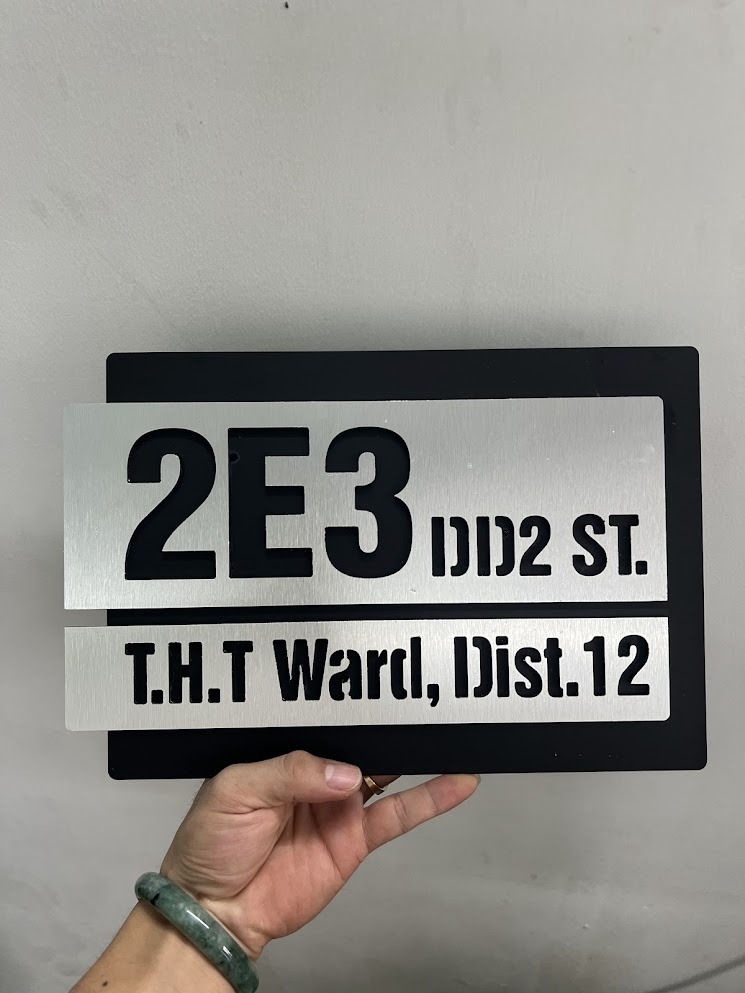 2E3 DD2 ST.
T.H.T Ward, Dist.12